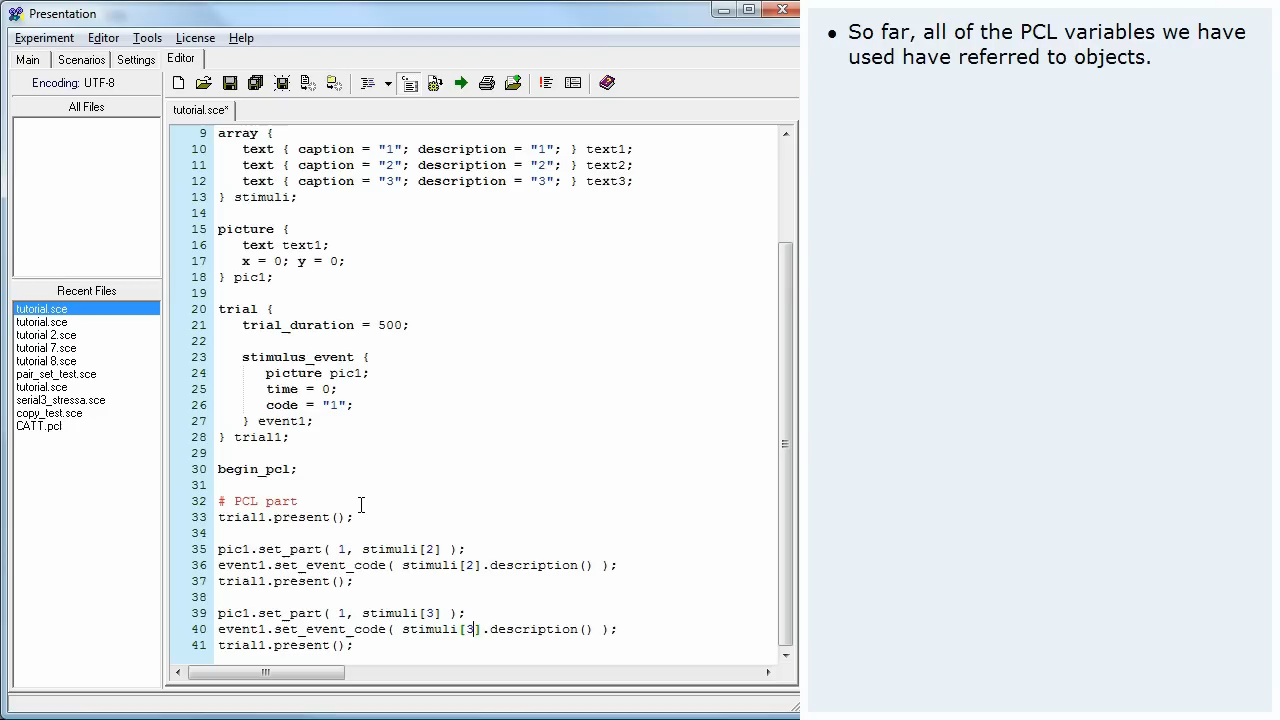 Presentation
Experiment Editor Tools License Help
Main Scenarios Settings Editor
Encoding: UTF-8
All Files
Recent Files
tutorial.sce
tutorial.sce
tutorial 2.sce
tutorial 7.sce
tutorial 8.sce
pair_set_test.sce
tutorial.sce
serial3_stressa.sce
copy_test.sce
CATT.pcl
tutorial.sce*
9 array {
10 text { caption = "1"; description = "1"; } text1;
11 text { caption = "2"; description = "2"; } text2;
12 text { caption = "3"; description = "3"; } text3;
13 } stimuli;
14
15 picture {
16 text text1;
17 x = 0; y = 0;
18 } pic1;
19
20 trial {
21 trial_duration = 500;
22
23 stimulus_event {
24 picture pic1;
25 time = 0;
26 code = "1";
27 } event1;
28 } trial1;
29
30 begin_pcl;
31
32 # PCL part
33 trial1.present();
34
35 pic1.set_part( 1, stimuli[2] );
36 event1.set_event_code( stimuli[2].description() );
37 trial1.present();
38
39 pic1.set_part( 1, stimuli[3] );
40 event1.set_event_code( stimuli[3].description() );
41 trial1.present();
• So far, all of the PCL variables we have
used have referred to objects.